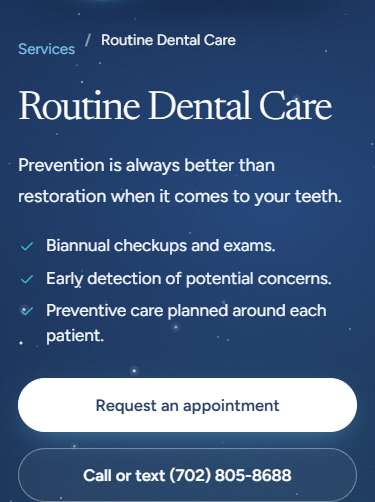 Services / Routine Dental Care
Routine Dental Care
Prevention is always better than
restoration when it comes to your teeth.
Biannual checkups and exams.
Early detection of potential concerns.
Preventive care planned around each
patient.
Request an appointment
Call or text (702) 805-8688